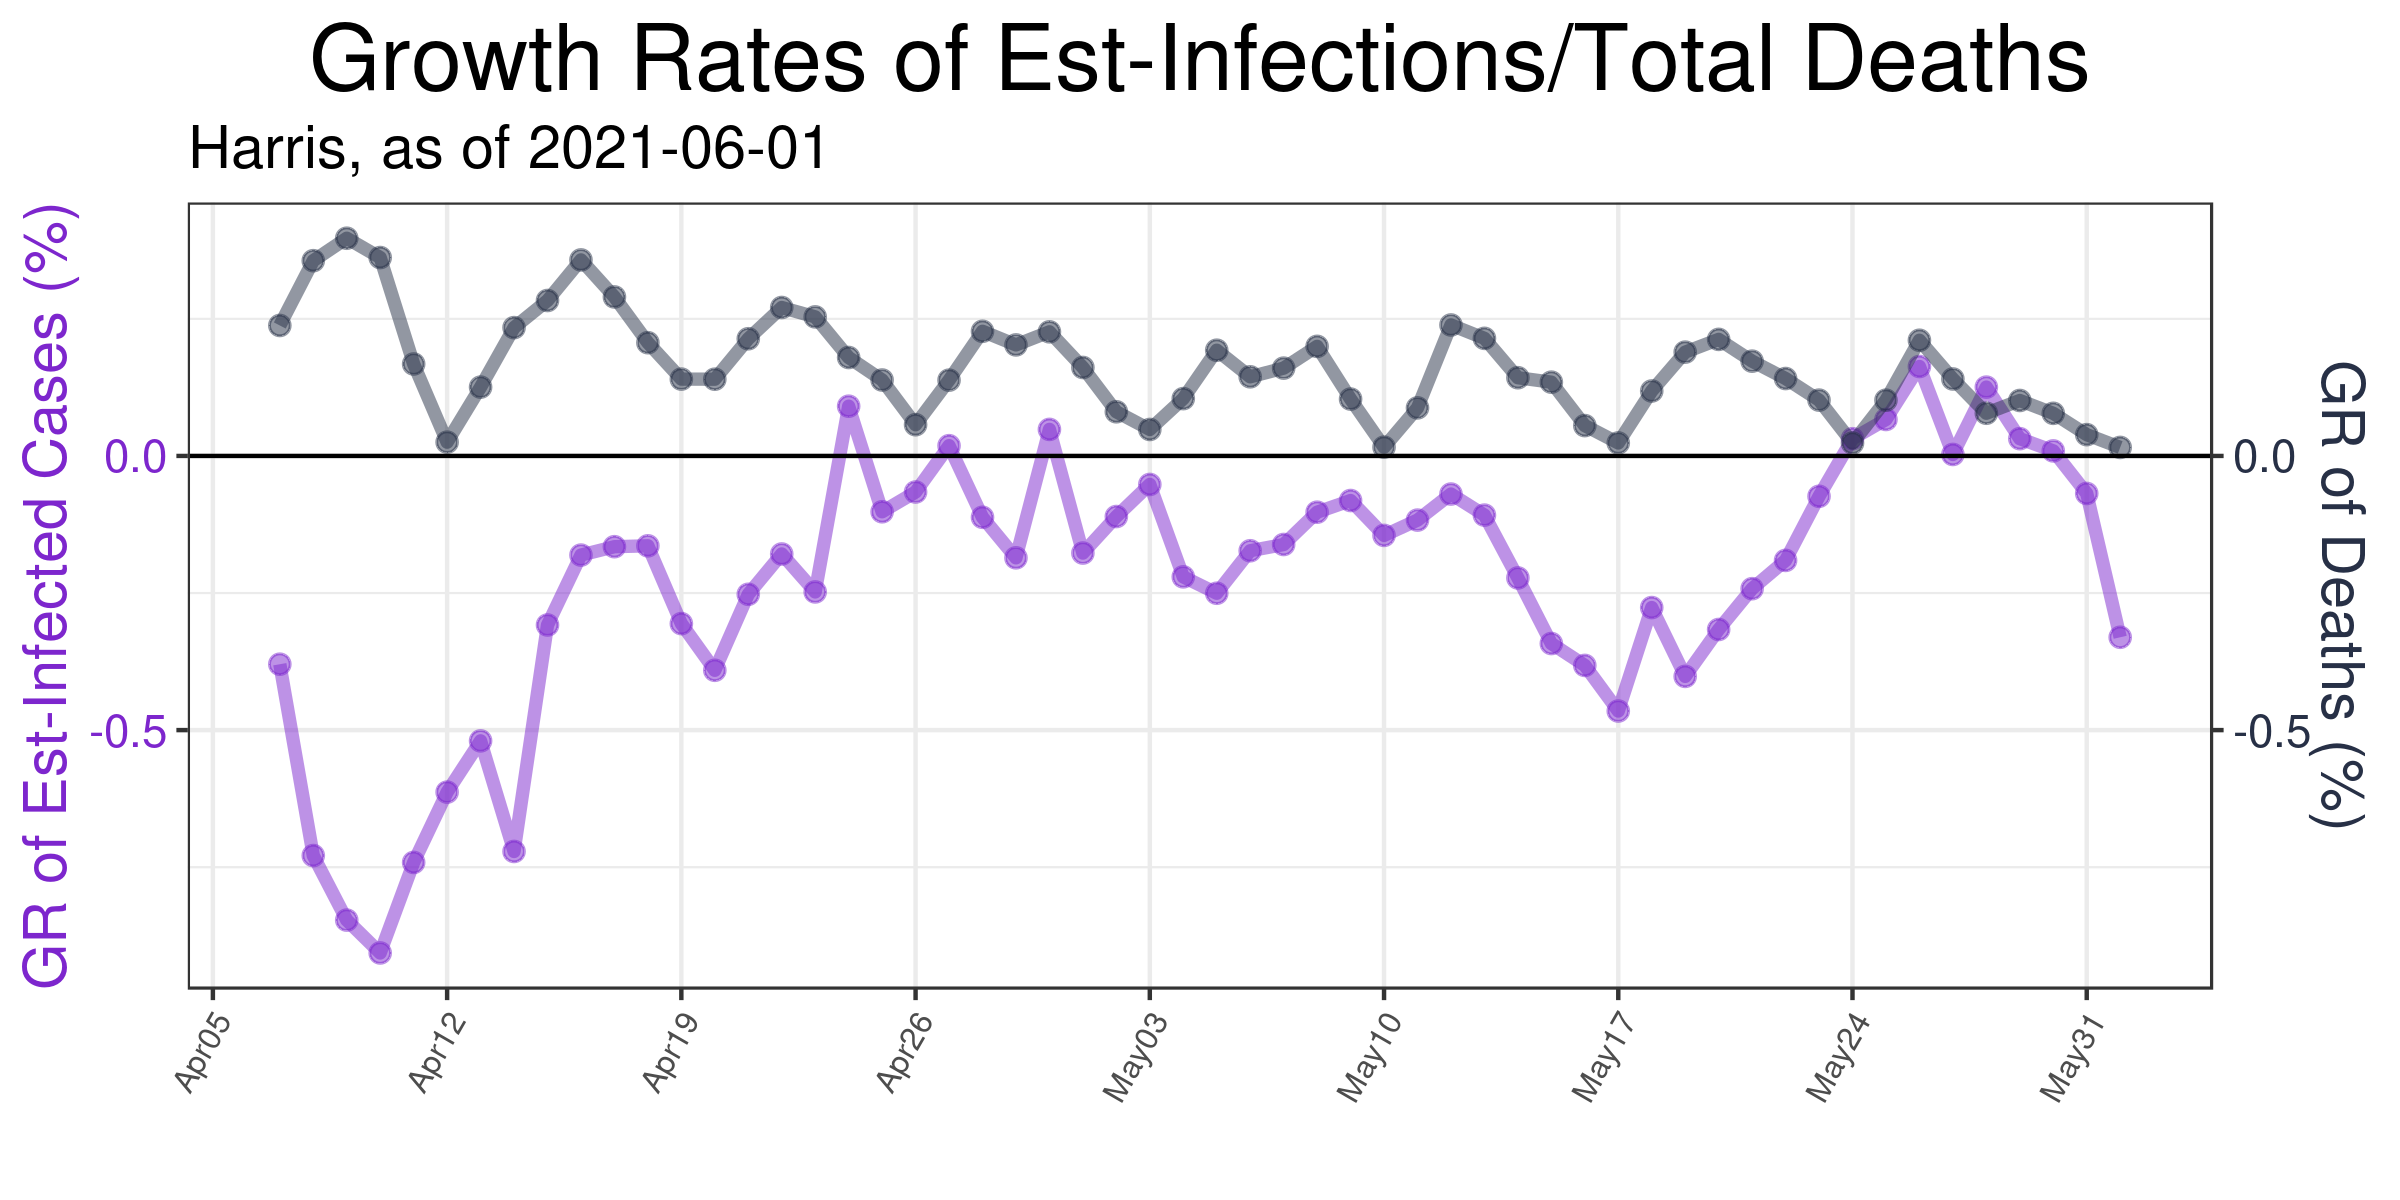 Growth Rates of Est-Infections/Total Deaths
Harris, as of 2021-06-01
GR of Est-Infected Cases (%)
0.0
-0.5
GR of Deaths (%)
0.0
-0.5
Apr05
Apr12
Apr19
Apr26
May03
May10
May17
May24
May31